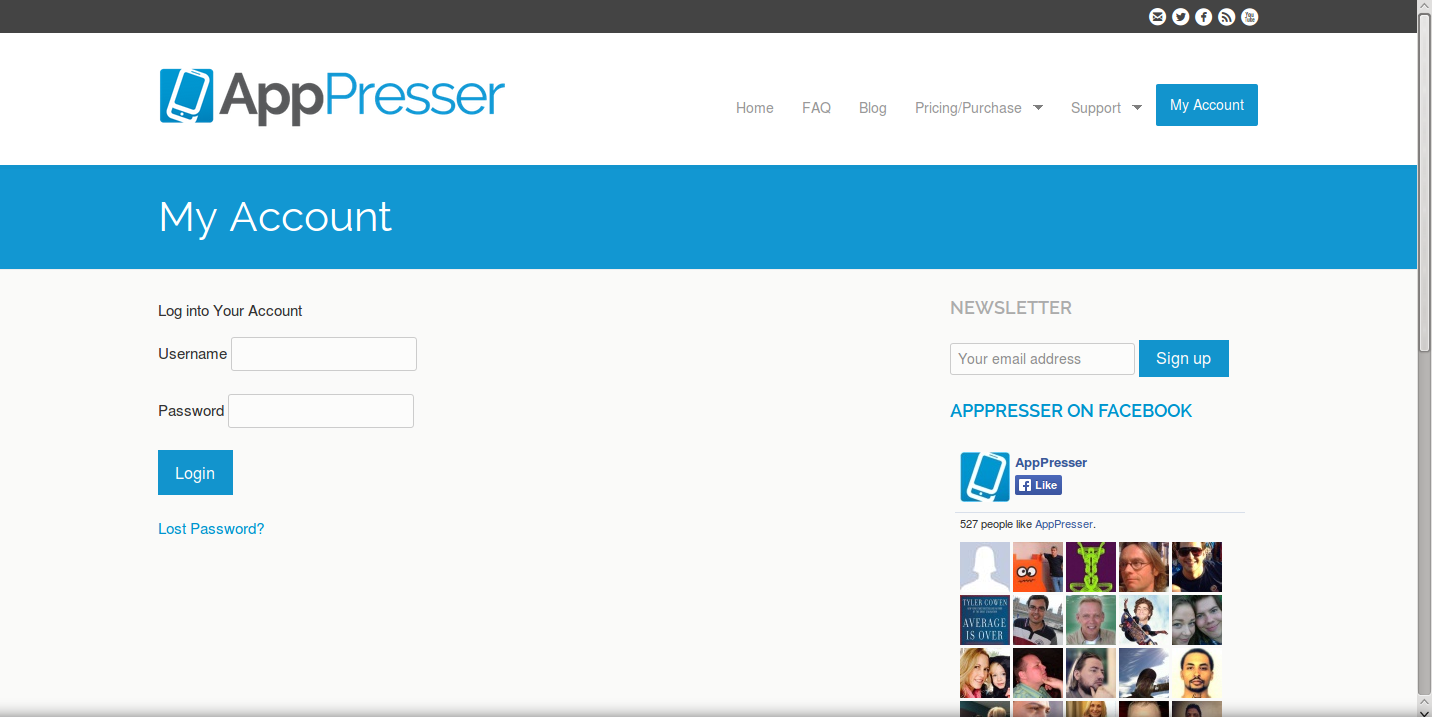 AppPresser
Home FAQ Blog Pricing/Purchase Support My Account
My Account
Log into Your Account
Username
Password
Login
Lost Password?
NEWSLETTER
Your email address Sign up
APPPRESSER ON FACEBOOK
AppPresser
Like
527 people like AppPresser.
TYLER COWEN
AVERAGE
IS OVER